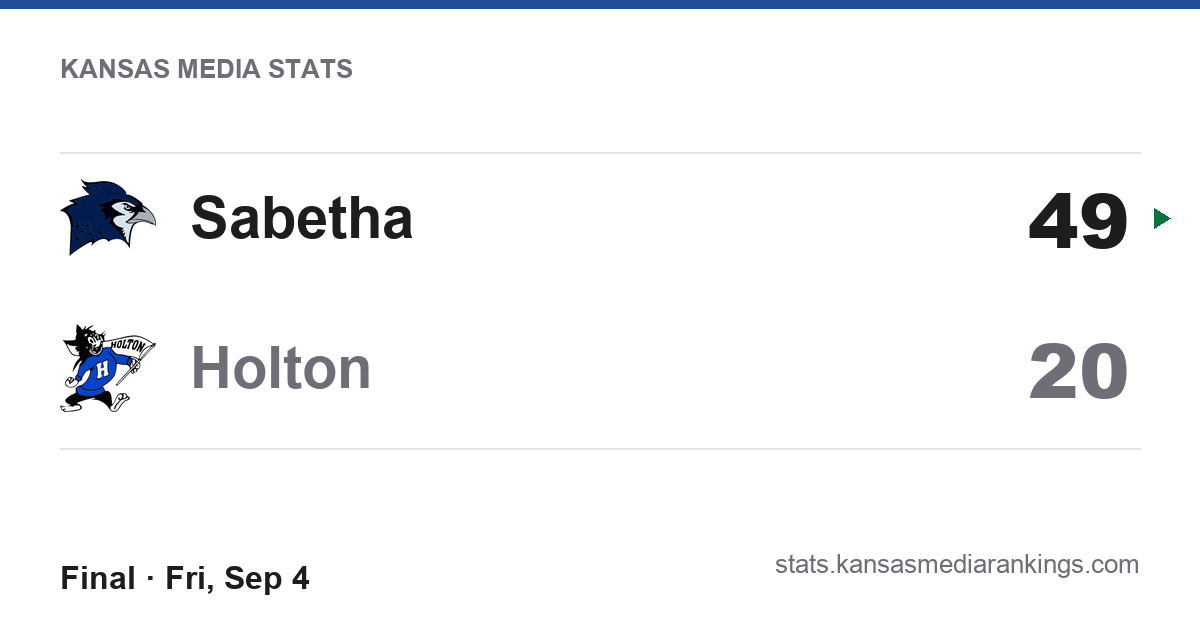 KANSAS MEDIA STATS
Sabetha 49
HOLTON
H
Holton 20
Final · Fri, Sep 4
stats.kansasmediarankings.com